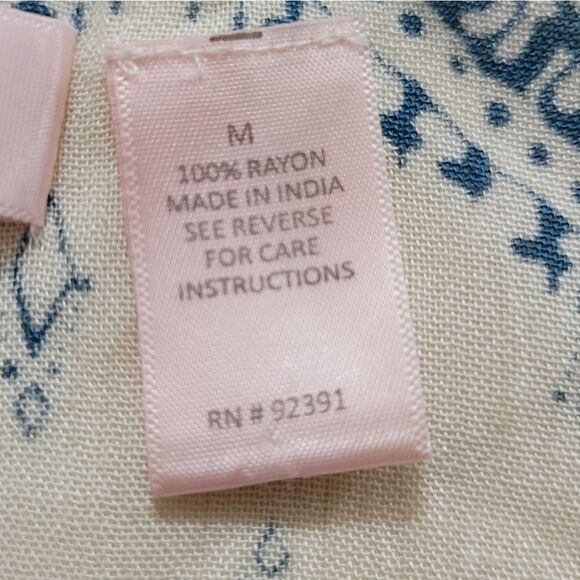 M
100% RAYON
MADE IN INDIA
SEE REVERSE
FOR CARE
INSTRUCTIONS
RN # 92391